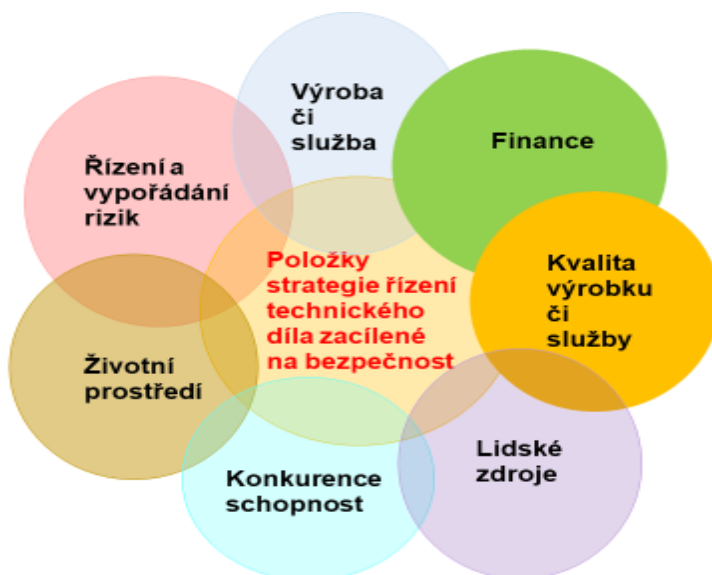 Výroba
či
služba
Finance
Řízení a
vypořádání
rizik
Položky
strategie řízení
technického
díla zacílené
na bezpečnost
Kvalita
výrobku
či
služby
Životní
prostředí
Konkurence
schopnost
Lidské
zdroje